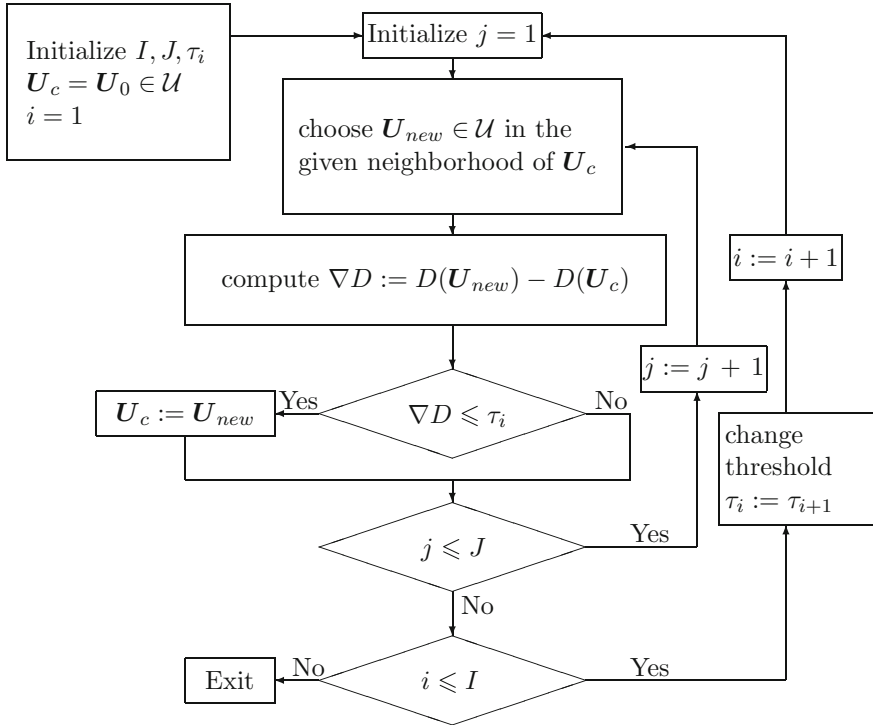 Initialize I, J, τ_i
U_c = U_0 ∈ 𝒰
i = 1
Initialize j = 1
choose U_new ∈ 𝒰 in the
given neighborhood of U_c
compute ∇D := D(U_new) − D(U_c)
i := i + 1
j := j + 1
U_c := U_new
Yes
∇D ⩽ τ_i
No
change
threshold
τ_i := τ_{i+1}
j ⩽ J
Yes
No
Exit
No
i ⩽ I
Yes